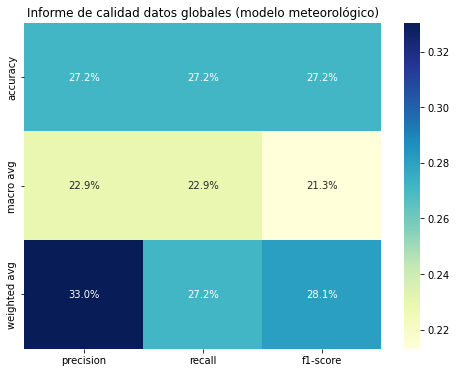 Informe de calidad datos globales (modelo meteorológico)
accuracy 27.2% 27.2% 27.2%
macro avg 22.9% 22.9% 21.3%
weighted avg 33.0% 27.2% 28.1%
precision recall f1-score
0.32
0.30
0.28
0.26
0.24
0.22